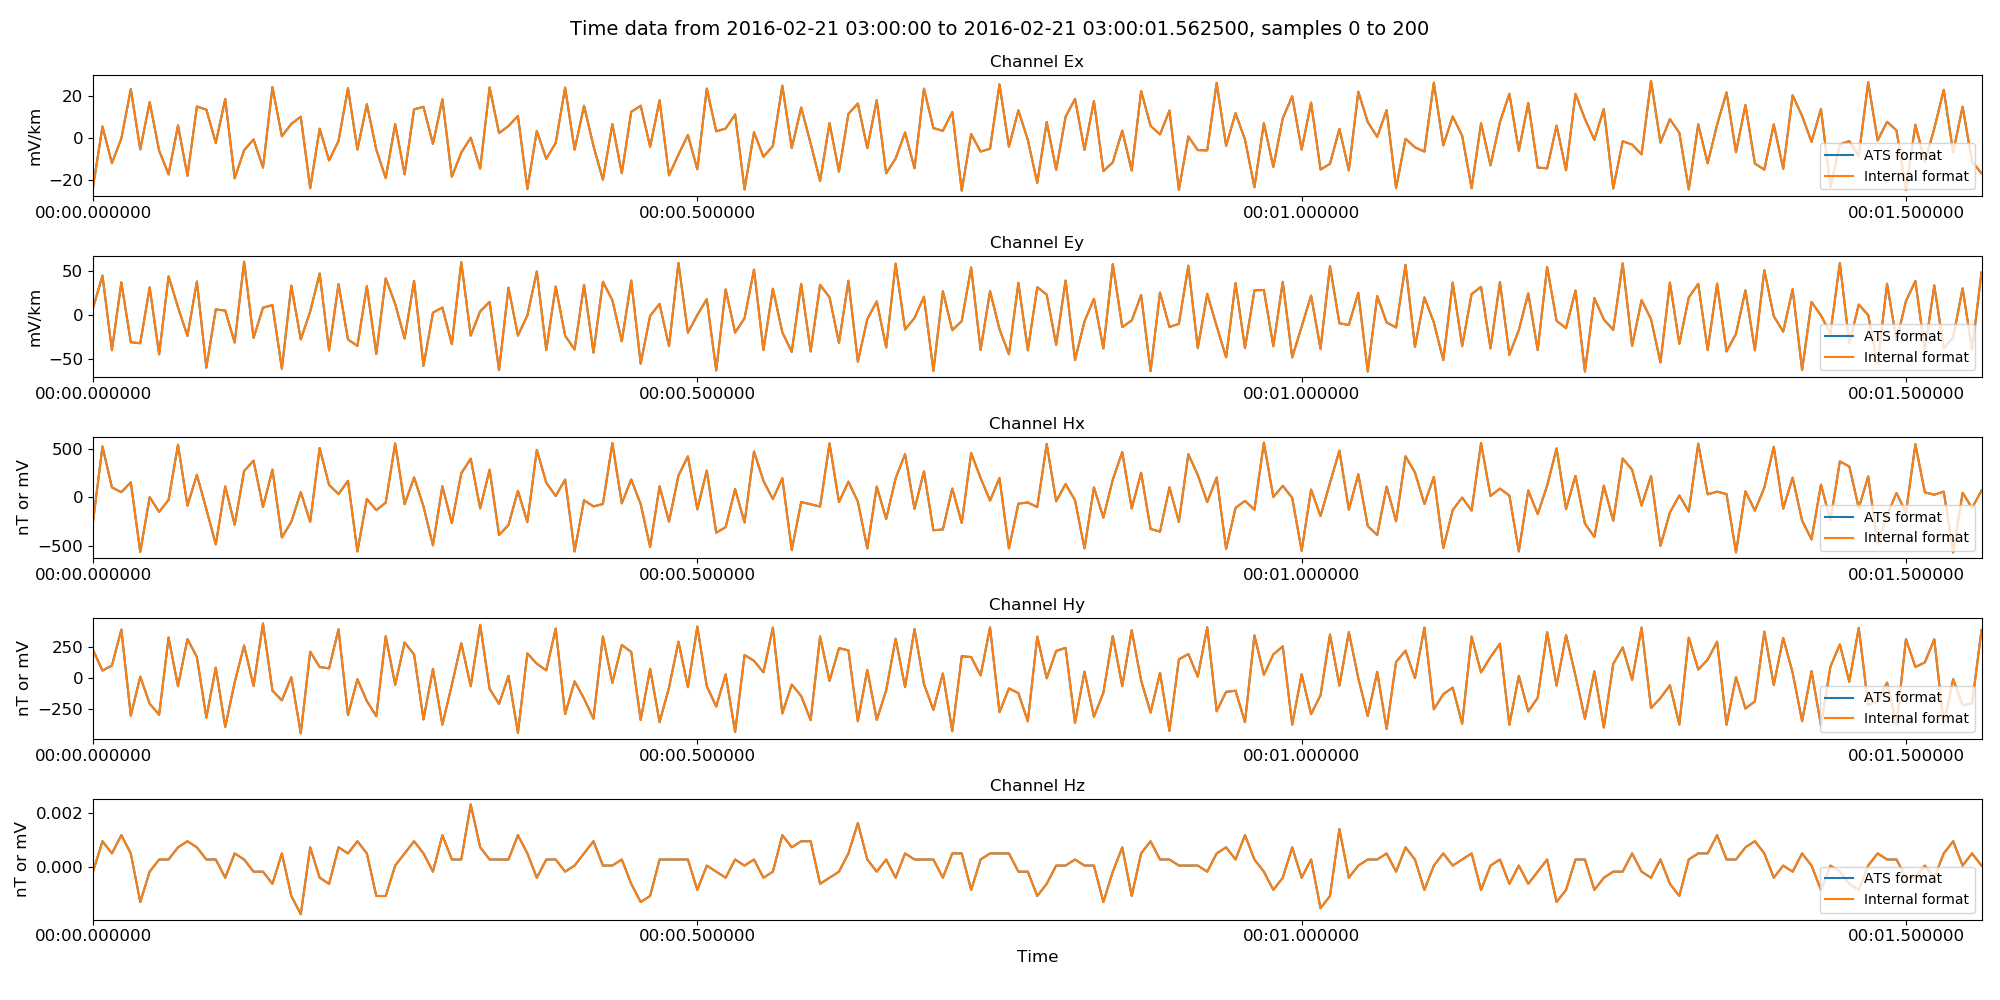 Time data from 2016-02-21 03:00:00 to 2016-02-21 03:00:01.562500, samples 0 to 200
Channel Ex
mV/km
20
0
−20
ATS format
Internal format
00:00.000000 00:00.500000 00:01.000000 00:01.500000
Channel Ey
mV/km
50
0
−50
ATS format
Internal format
00:00.000000 00:00.500000 00:01.000000 00:01.500000
Channel Hx
nT or mV
500
0
−500
ATS format
Internal format
00:00.000000 00:00.500000 00:01.000000 00:01.500000
Channel Hy
nT or mV
250
0
−250
ATS format
Internal format
00:00.000000 00:00.500000 00:01.000000 00:01.500000
Channel Hz
nT or mV
0.002
0.000
ATS format
Internal format
00:00.000000 00:00.500000 00:01.000000 00:01.500000
Time